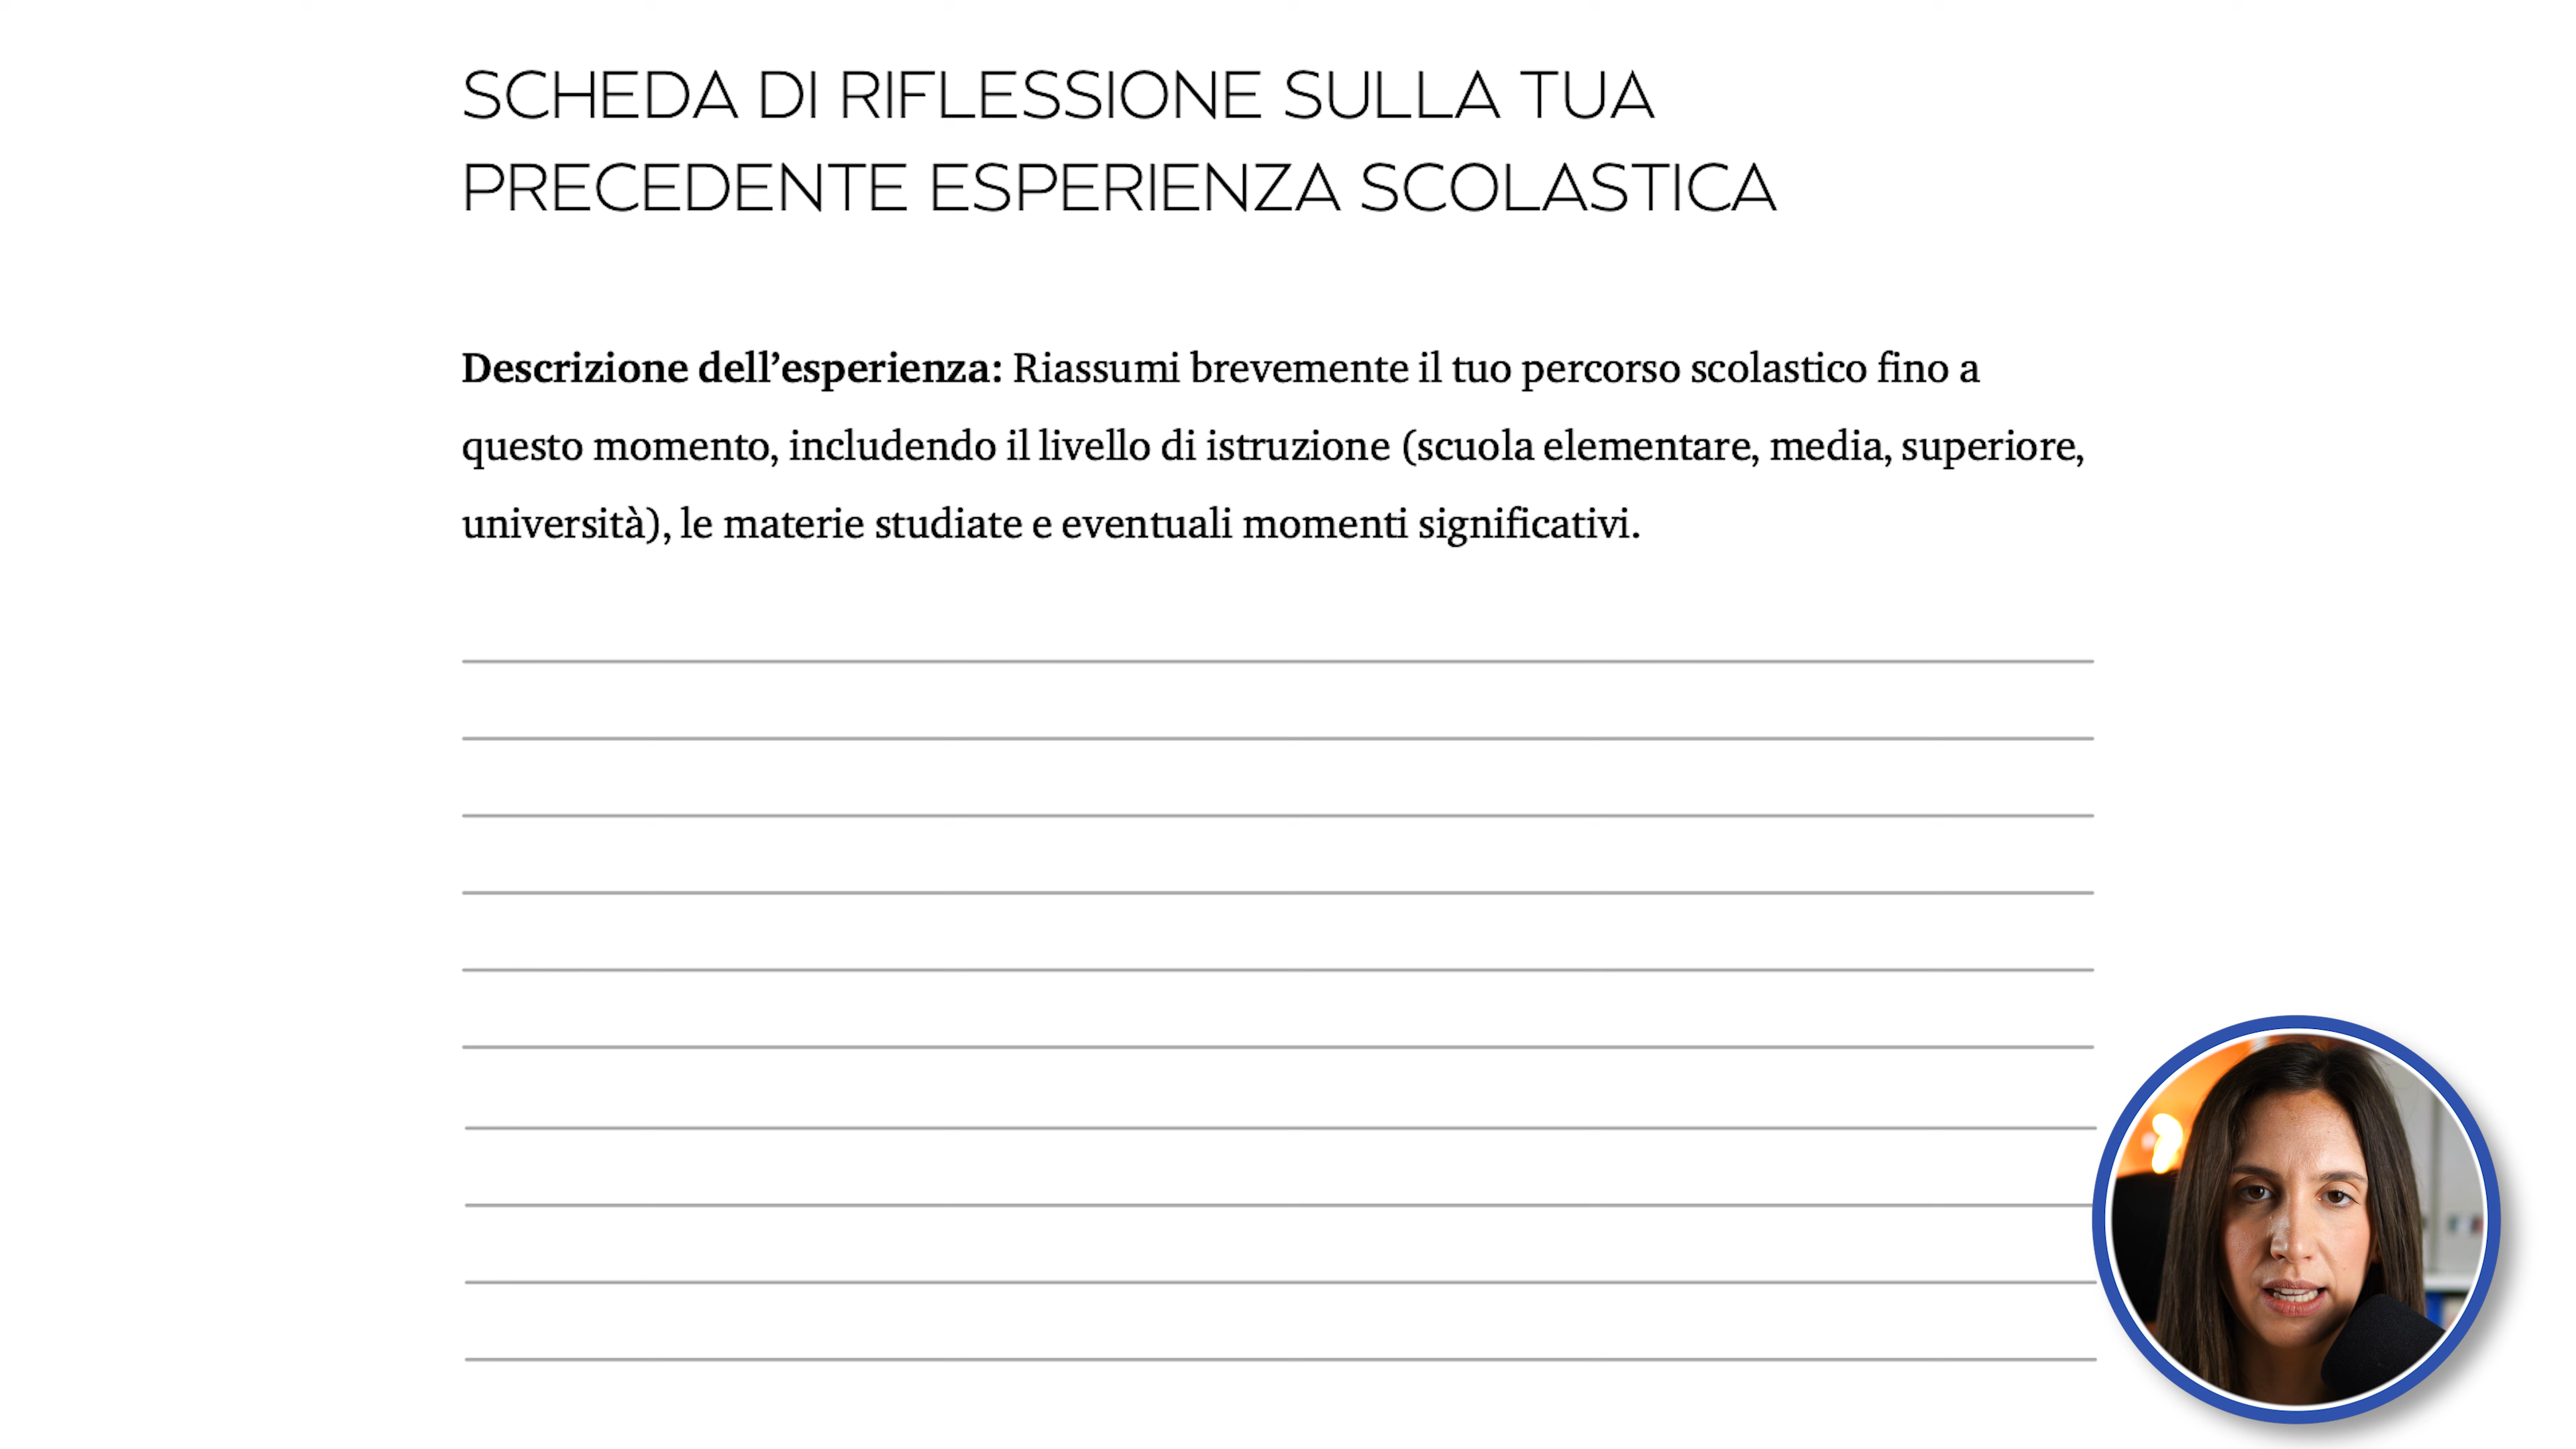 SCHEDA DI RIFLESSIONE SULLA TUA
PRECEDENTE ESPERIENZA SCOLASTICA
Descrizione dell’esperienza: Riassumi brevemente il tuo percorso scolastico fino a
questo momento, includendo il livello di istruzione (scuola elementare, media, superiore,
università), le materie studiate e eventuali momenti significativi.